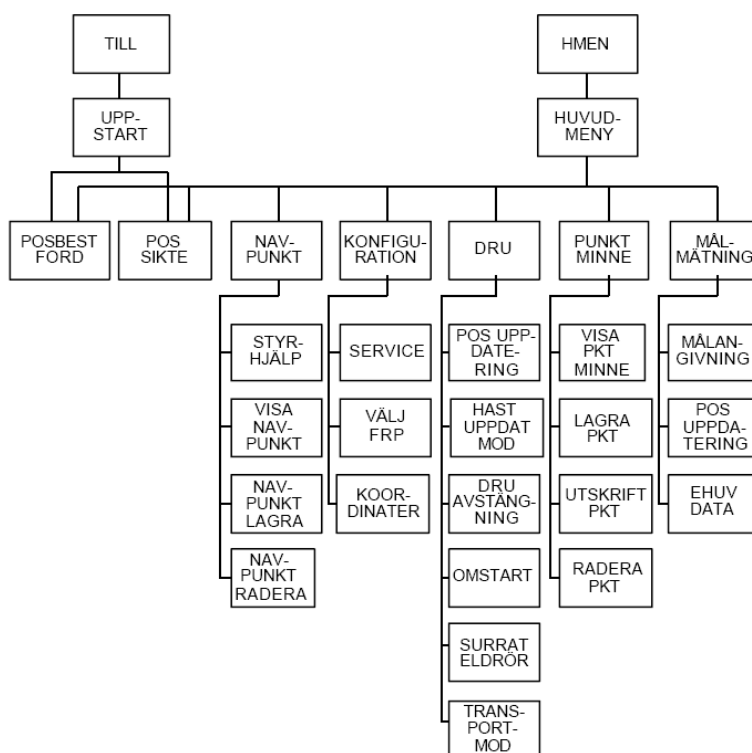 TILL
HMEN
UPP-
START
HUVUD-
MENY
POSBEST
FORD
POS
SIKTE
NAV-
PUNKT
KONFIGU-
RATION
DRU
PUNKT
MINNE
MÅL-
MÄTNING
STYR-
HJÄLP
VISA
NAV-
PUNKT
NAV-
PUNKT
LAGRA
NAV-
PUNKT
RADERA
SERVICE
VÄLJ
FRP
KOOR-
DINATER
POS UPP-
DATE-
RING
HAST
UPPDAT
MOD
DRU
AVSTÄNG-
NING
OMSTART
SURRAT
ELDRÖR
TRANS-
PORT-
MOD
VISA
PKT
MINNE
LAGRA
PKT
UTSKRIFT
PKT
RADERA
PKT
MÅLAN-
GIVNING
POS
UPPDA-
TERING
EHUV
DATA